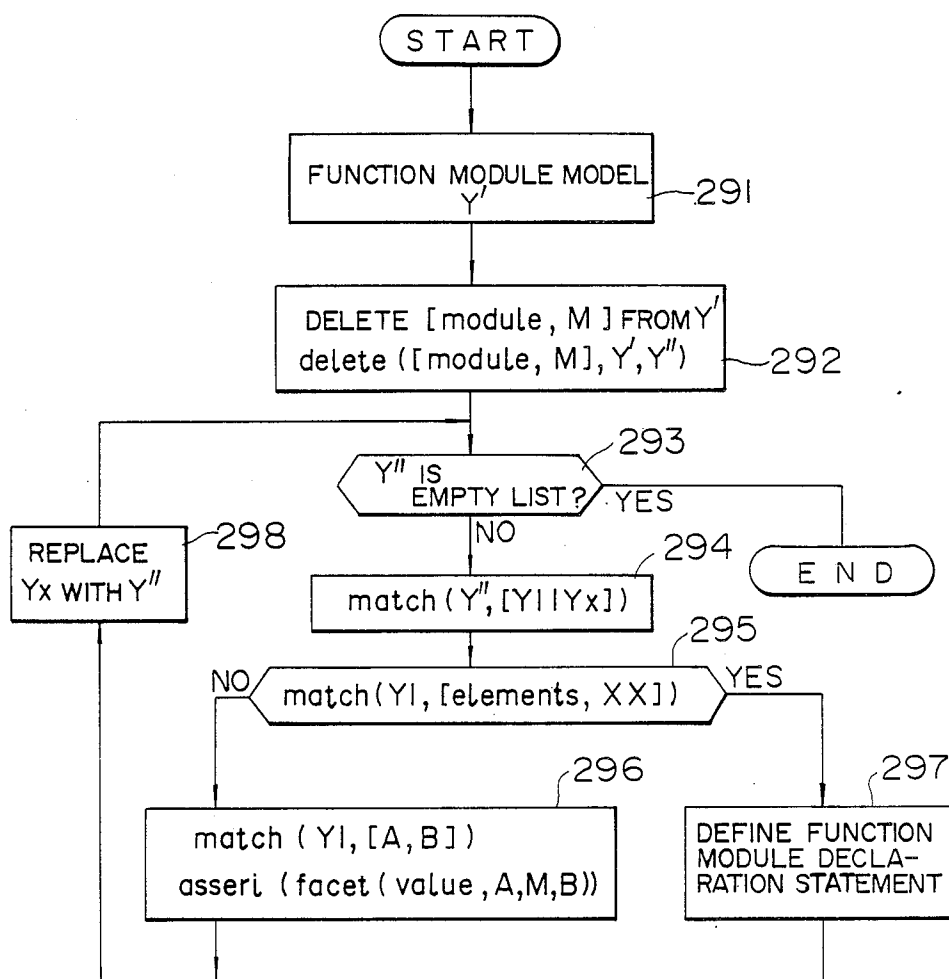 START
FUNCTION MODULE MODEL
Y'
291
DELETE [module, M] FROM Y'
delete ([module, M], Y', Y'')
292
293
Y'' IS
EMPTY LIST?
YES
NO
END
298
REPLACE
Yx WITH Y''
294
match (Y'', [Y1|Yx])
295
NO
match(Y1, [elements, XX])
YES
296
match (Y1, [A, B])
asseri (facet (value, A, M, B))
297
DEFINE FUNCTION
MODULE DECLA-
RATION STATEMENT